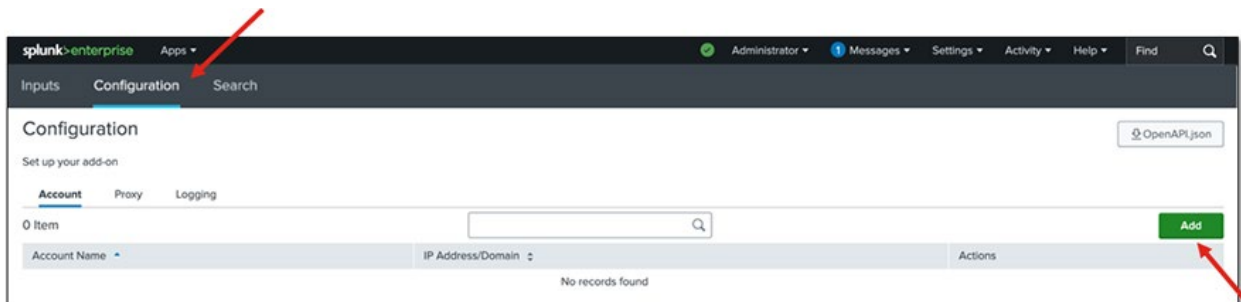 splunk>enterprise Apps Administrator 1 Messages Settings Activity Help Find
Inputs Configuration Search
Configuration
OpenAPI.json
Set up your add-on
Account Proxy Logging
0 Item
Add
Account Name IP Address/Domain Actions
No records found